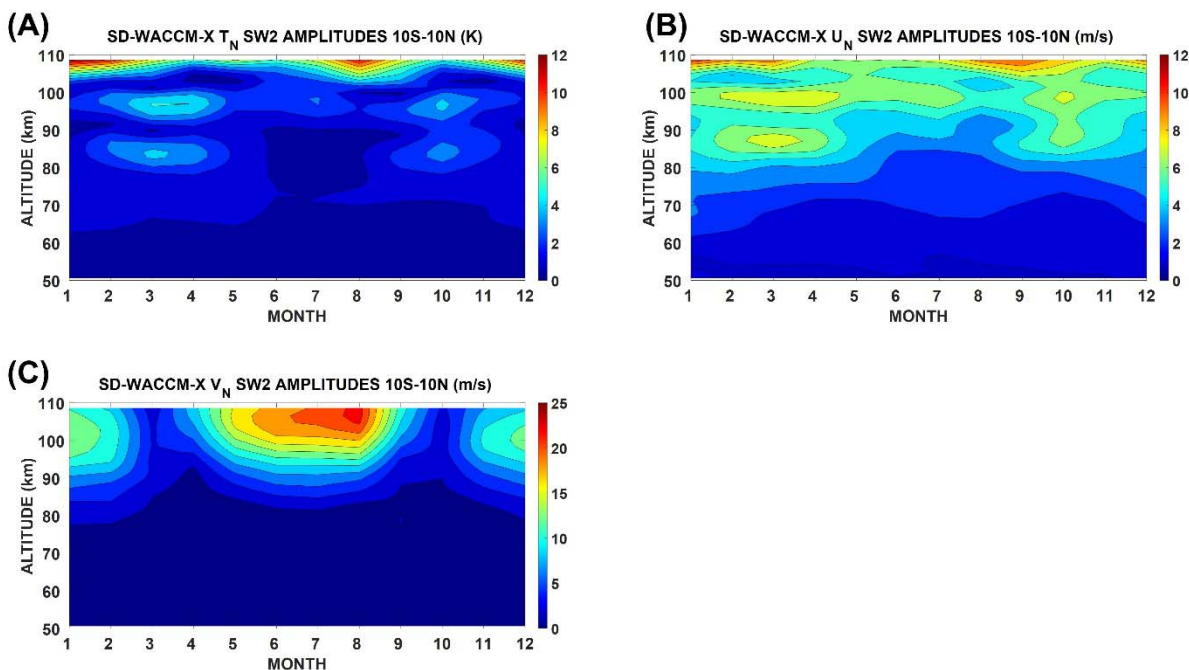 (A)
SD-WACCM-X T_N SW2 AMPLITUDES 10S-10N (K)
110
100
90
80
70
60
50
ALTITUDE (km)
1 2 3 4 5 6 7 8 9 10 11 12
MONTH
12
10
8
6
4
2
0
(B)
SD-WACCM-X U_N SW2 AMPLITUDES 10S-10N (m/s)
110
100
90
80
70
60
50
ALTITUDE (km)
1 2 3 4 5 6 7 8 9 10 11 12
MONTH
12
10
8
6
4
2
0
(C)
SD-WACCM-X V_N SW2 AMPLITUDES 10S-10N (m/s)
110
100
90
80
70
60
50
ALTITUDE (km)
1 2 3 4 5 6 7 8 9 10 11 12
MONTH
25
20
15
10
5
0